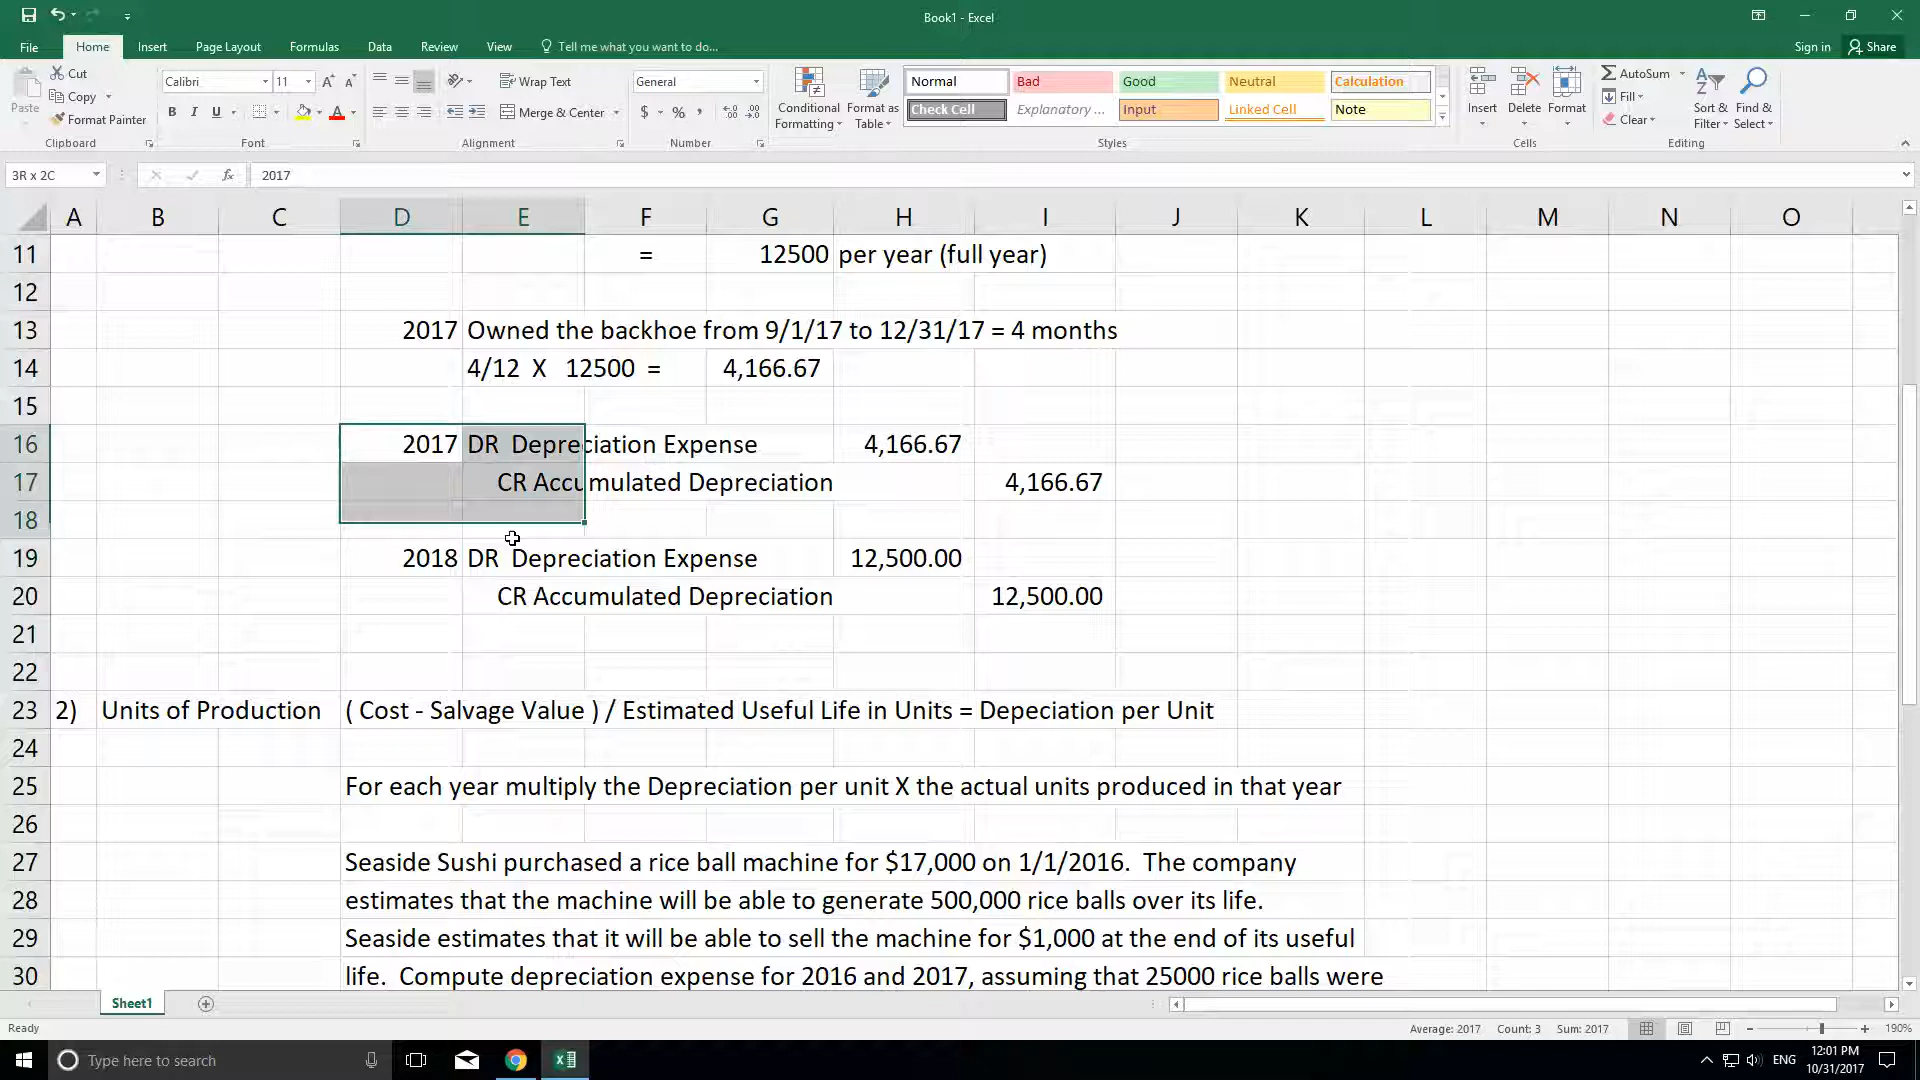 Book1 - Excel
File Home Insert Page Layout Formulas Data Review View Tell me what you want to do... Sign in Share
Cut
Copy
Format Painter
Paste
Calibri 11
B I U
Wrap Text
Merge & Center
General
$ % ,
Conditional Formatting
Format as Table
Normal Bad Good Neutral Calculation
Check Cell Explanatory ... Input Linked Cell Note
Insert Delete Format
AutoSum
Fill
Clear
Sort & Filter
Find & Select
Clipboard Font Alignment Number Styles Cells Editing
3R x 2C fx 2017
A B C D E F G H I J K L M N O
11 = 12500 per year (full year)
12
13 2017 Owned the backhoe from 9/1/17 to 12/31/17 = 4 months
14 4/12 X 12500 = 4,166.67
15
16 2017 DR Depreciation Expense 4,166.67
17 CR Accumulated Depreciation 4,166.67
18
19 2018 DR Depreciation Expense 12,500.00
20 CR Accumulated Depreciation 12,500.00
21
22
23 2) Units of Production ( Cost - Salvage Value ) / Estimated Useful Life in Units = Depeciation per Unit
24
25 For each year multiply the Depreciation per unit X the actual units produced in that year
26
27 Seaside Sushi purchased a rice ball machine for $17,000 on 1/1/2016. The company
28 estimates that the machine will be able to generate 500,000 rice balls over its life.
29 Seaside estimates that it will be able to sell the machine for $1,000 at the end of its useful
30 life. Compute depreciation expense for 2016 and 2017, assuming that 25000 rice balls were
Sheet1
Ready Average: 2017 Count: 3 Sum: 2017 190%
Type here to search ENG 12:01 PM
10/31/2017